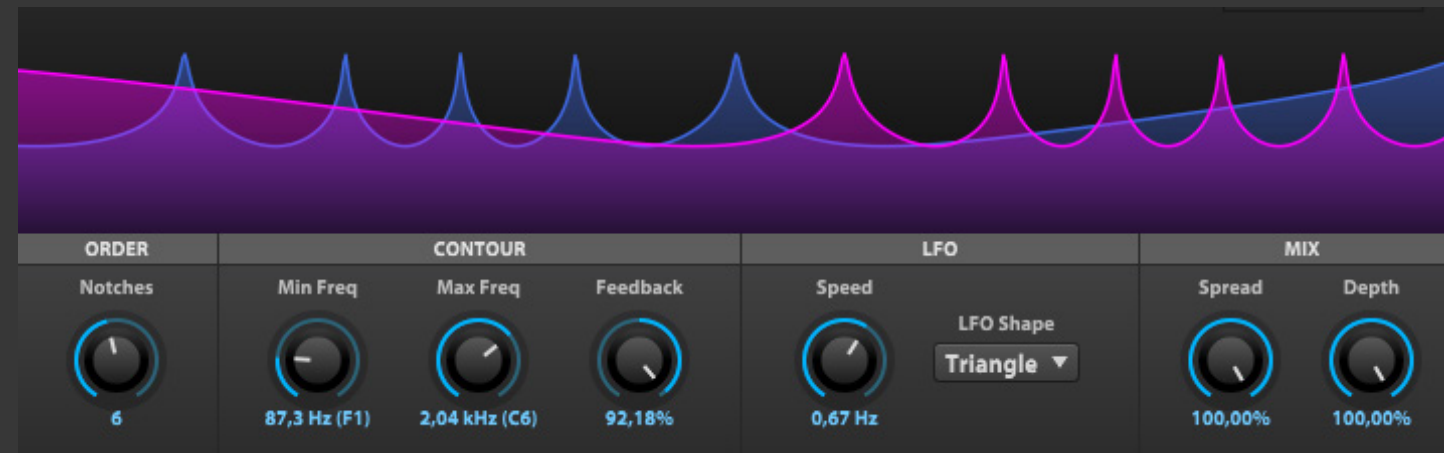 ORDER CONTOUR LFO MIX
Notches Min Freq Max Freq Feedback Speed Spread Depth
LFO Shape
Triangle
6 87,3 Hz (F1) 2,04 kHz (C6) 92,18% 0,67 Hz 100,00% 100,00%